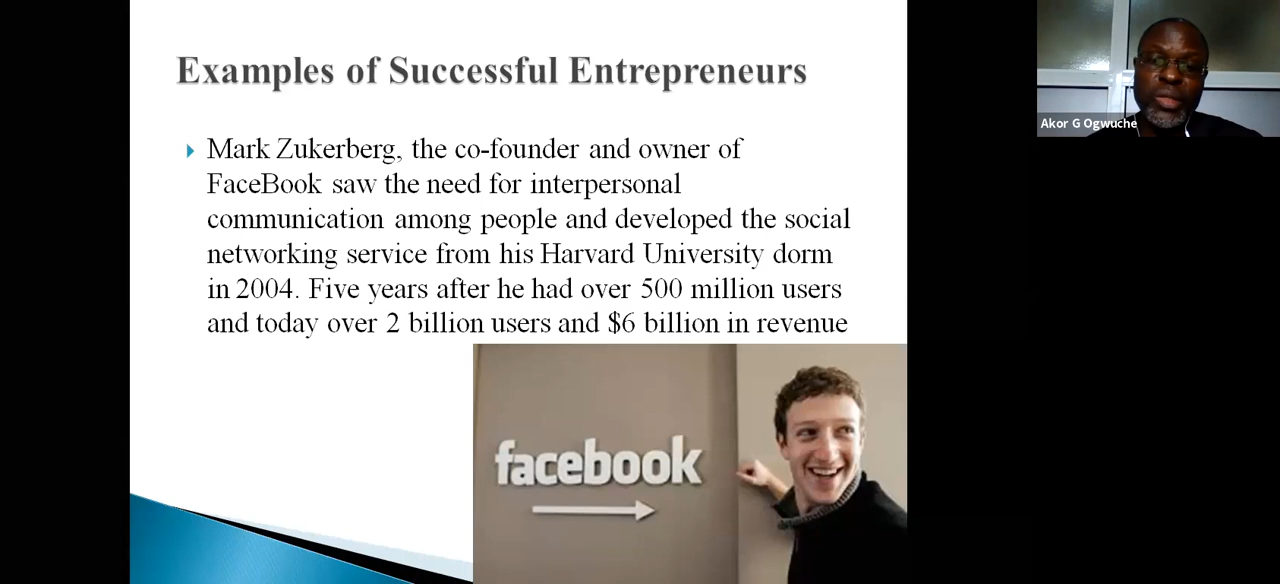 Examples of Successful Entrepreneurs
Mark Zukerberg, the co-founder and owner of
FaceBook saw the need for interpersonal
communication among people and developed the social
networking service from his Harvard University dorm
in 2004. Five years after he had over 500 million users
and today over 2 billion users and $6 billion in revenue
facebook
Akor G Ogwuche